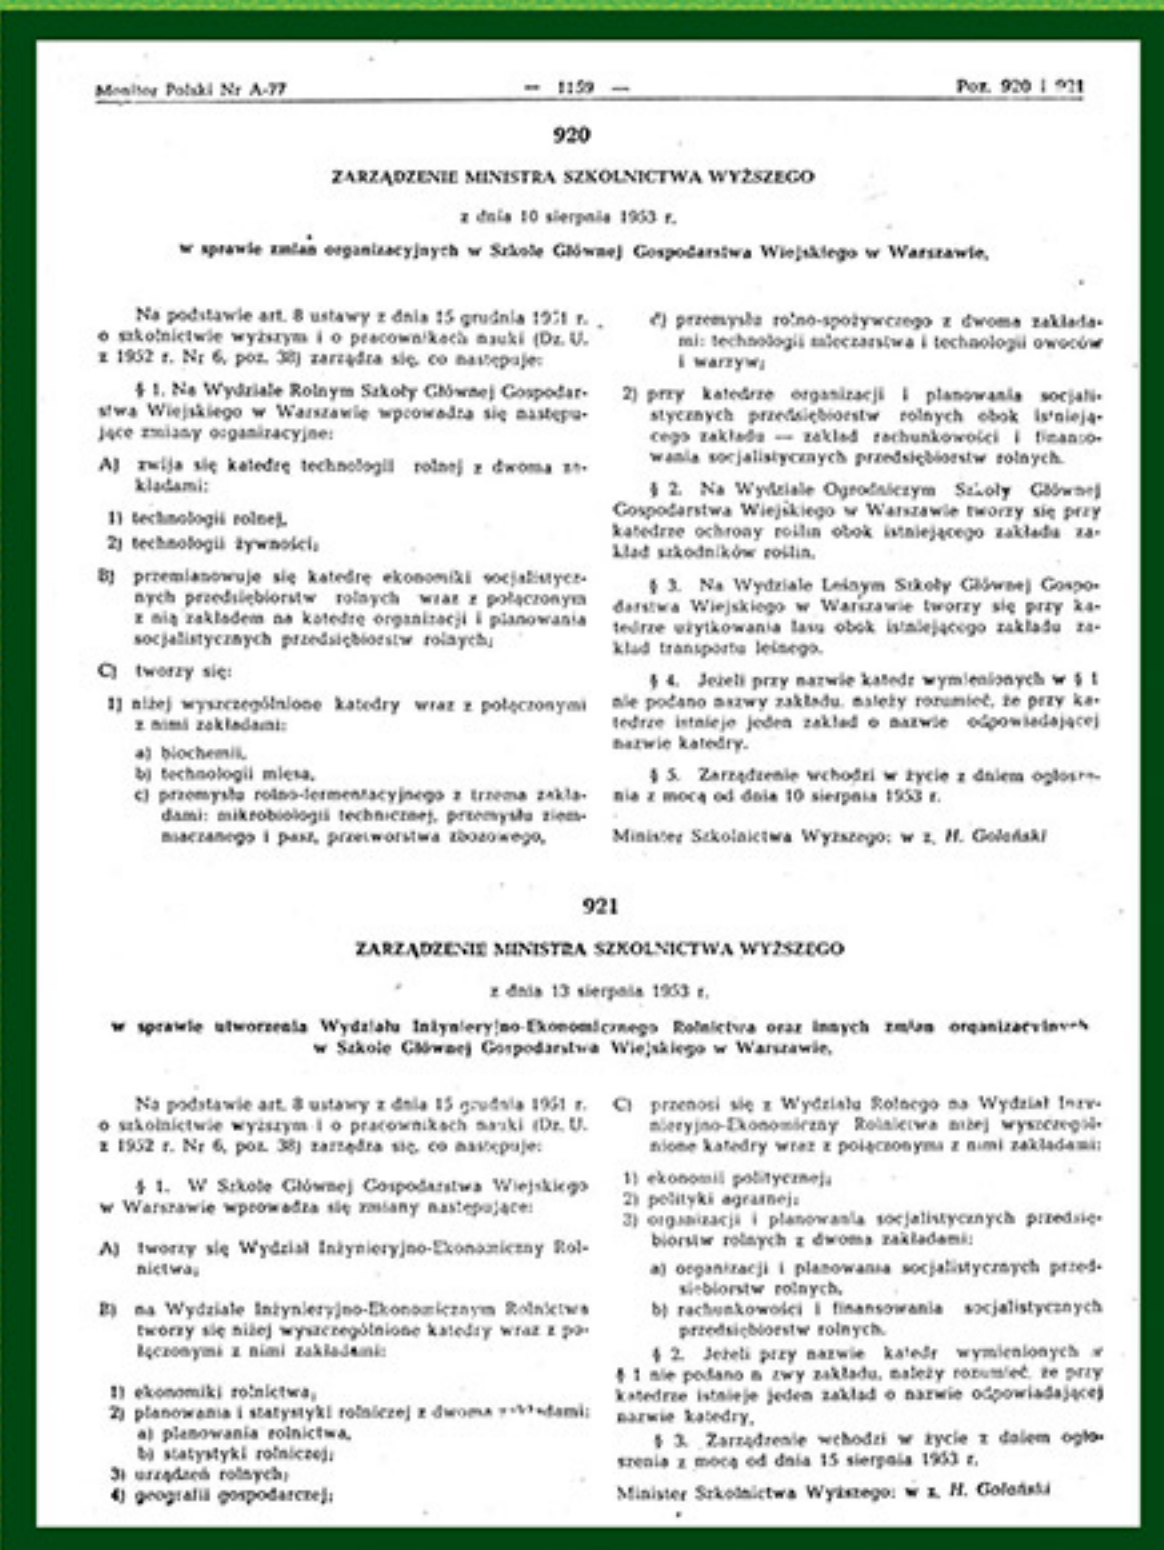 Monitor Polski Nr A-77 — 1159 — Poz. 920 i 921
920
ZARZĄDZENIE MINISTRA SZKOLNICTWA WYŻSZEGO
z dnia 10 sierpnia 1953 r.
w sprawie zmian organizacyjnych w Szkole Głównej Gospodarstwa Wiejskiego w Warszawie.
Na podstawie art. 8 ustawy z dnia 15 grudnia 1951 r.
o szkolnictwie wyższym i o pracownikach nauki (Dz. U.
z 1952 r. Nr 6, poz. 38) zarządza się, co następuje:
§ 1. Na Wydziale Rolnym Szkoły Głównej Gospodar-
stwa Wiejskiego w Warszawie wprowadza się następu-
jące zmiany organizacyjne:
A) zwija się katedrę technologii rolnej z dwoma za-
kładami:
1) technologii rolnej,
2) technologii żywności;
B) przemianowuje się katedrę ekonomiki socjalistycz-
nych przedsiębiorstw rolnych wraz z połączonym
z nią zakładem na katedrę organizacji i planowania
socjalistycznych przedsiębiorstw rolnych;
C) tworzy się:
1) niżej wyszczególnione katedry wraz z połączonymi
z nimi zakładami:
a) biochemii,
b) technologii mięsa,
c) przemysłu rolno-fermentacyjnego z trzema zakła-
dami: mikrobiologii technicznej, przemysłu ziem-
niaczanego i pasz, przetwórstwa zbożowego,
d) przemysłu rolno-spożywczego z dwoma zakłada-
mi: technologii mleczarstwa i technologii owoców
i warzyw;
2) przy katedrze organizacji i planowania socjali-
stycznych przedsiębiorstw rolnych obok istnieją-
cego zakładu — zakład rachunkowości i finanso-
wania socjalistycznych przedsiębiorstw rolnych.
§ 2. Na Wydziale Ogrodniczym Szkoły Głównej
Gospodarstwa Wiejskiego w Warszawie tworzy się przy
katedrze ochrony roślin obok istniejącego zakładu za-
kład szkodników roślin.
§ 3. Na Wydziale Leśnym Szkoły Głównej Gospo-
darstwa Wiejskiego w Warszawie tworzy się przy ka-
tedrze użytkowania lasu obok istniejącego zakładu za-
kład transportu leśnego.
§ 4. Jeżeli przy nazwie katedr wymienionych w § 1
nie podano nazwy zakładu, należy rozumieć, że przy ka-
tedrze istnieje jeden zakład o nazwie odpowiadającej
nazwie katedry.
§ 5. Zarządzenie wchodzi w życie z dniem ogłosze-
nia z mocą od dnia 10 sierpnia 1953 r.
Minister Szkolnictwa Wyższego: w z. H. Golański
921
ZARZĄDZENIE MINISTRA SZKOLNICTWA WYŻSZEGO
z dnia 13 sierpnia 1953 r.
w sprawie utworzenia Wydziału Inżynieryjno-Ekonomicznego Rolnictwa oraz innych zmian organizacyjnych
w Szkole Głównej Gospodarstwa Wiejskiego w Warszawie.
Na podstawie art. 8 ustawy z dnia 15 grudnia 1951 r.
o szkolnictwie wyższym i o pracownikach nauki (Dz. U.
z 1952 r. Nr 6, poz. 38) zarządza się, co następuje:
§ 1. W Szkole Głównej Gospodarstwa Wiejskiego
w Warszawie wprowadza się zmiany następujące:
A) tworzy się Wydział Inżynieryjno-Ekonomiczny Rol-
nictwa;
B) na Wydziale Inżynieryjno-Ekonomicznym Rolnictwa
tworzy się niżej wyszczególnione katedry wraz z po-
łączonymi z nimi zakładami:
1) ekonomiki rolnictwa,
2) planowania i statystyki rolniczej z dwoma zakładami:
a) planowania rolnictwa,
b) statystyki rolniczej;
3) urządzeń rolnych;
4) geografii gospodarczej;
C) przenosi się z Wydziału Rolnego na Wydział Inży-
nieryjno-Ekonomiczny Rolnictwa niżej wyszczegól-
nione katedry wraz z połączonymi z nimi zakładami:
1) ekonomii politycznej;
2) polityki agrarnej;
3) organizacji i planowania socjalistycznych przedsię-
biorstw rolnych z dwoma zakładami:
a) organizacji i planowania socjalistycznych przed-
siębiorstw rolnych,
b) rachunkowości i finansowania socjalistycznych
przedsiębiorstw rolnych.
§ 2. Jeżeli przy nazwie katedr wymienionych w
§ 1 nie podano nazwy zakładu, należy rozumieć, że przy
katedrze istnieje jeden zakład o nazwie odpowiadającej
nazwie katedry.
§ 3. Zarządzenie wchodzi w życie z dniem ogło-
szenia z mocą od dnia 15 sierpnia 1953 r.
Minister Szkolnictwa Wyższego: w z. H. Golański